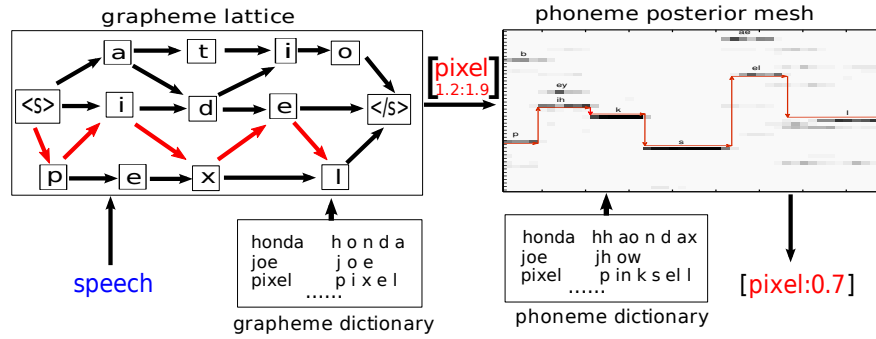 grapheme lattice
a t i o
<s> i d e </s>
p e x l
speech
honda h o n d a
joe j o e
pixel p i x e l
......
grapheme dictionary
[pixel
1.2:1.9]
phoneme posterior mesh
ae
b
el
ey
ih
k
l
p
s
honda hh ao n d ax
joe jh ow
pixel p in k s el l
......
phoneme dictionary
[pixel:0.7]